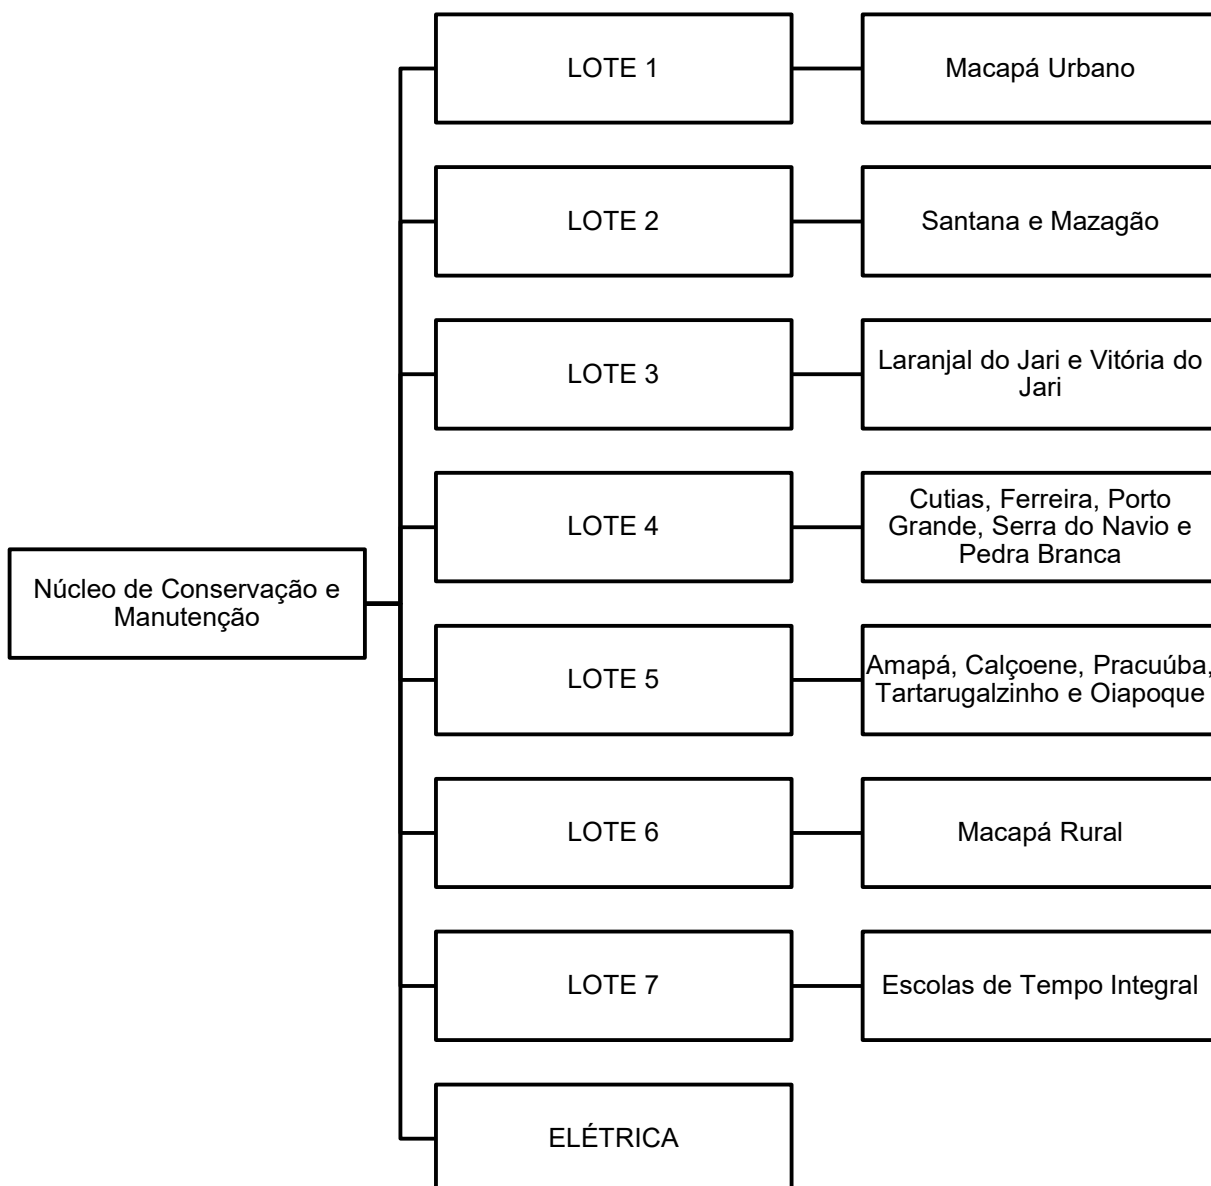 LOTE 1
Macapá Urbano
LOTE 2
Santana e Mazagão
LOTE 3
Laranjal do Jari e Vitória do
Jari
LOTE 4
Cutias, Ferreira, Porto
Grande, Serra do Navio e
Pedra Branca
Núcleo de Conservação e
Manutenção
LOTE 5
Amapá, Calçoene, Pracuúba,
Tartarugalzinho e Oiapoque
LOTE 6
Macapá Rural
LOTE 7
Escolas de Tempo Integral
ELÉTRICA